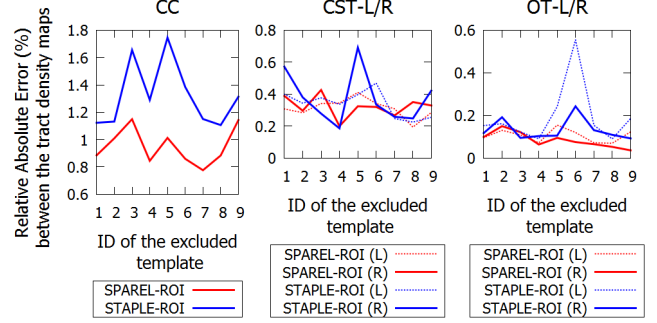 CC
CST-L/R
OT-L/R
Relative Absolute Error (%)
between the tract density maps
1.8
1.6
1.4
1.2
1
0.8
0.6
1 2 3 4 5 6 7 8 9
ID of the excluded
template
SPAREL-ROI
STAPLE-ROI
0.8
0.6
0.4
0.2
0
1 2 3 4 5 6 7 8 9
ID of the excluded
template
SPAREL-ROI (L)
SPAREL-ROI (R)
STAPLE-ROI (L)
STAPLE-ROI (R)
0.6
0.4
0.2
0
1 2 3 4 5 6 7 8 9
ID of the excluded
template
SPAREL-ROI (L)
SPAREL-ROI (R)
STAPLE-ROI (L)
STAPLE-ROI (R)